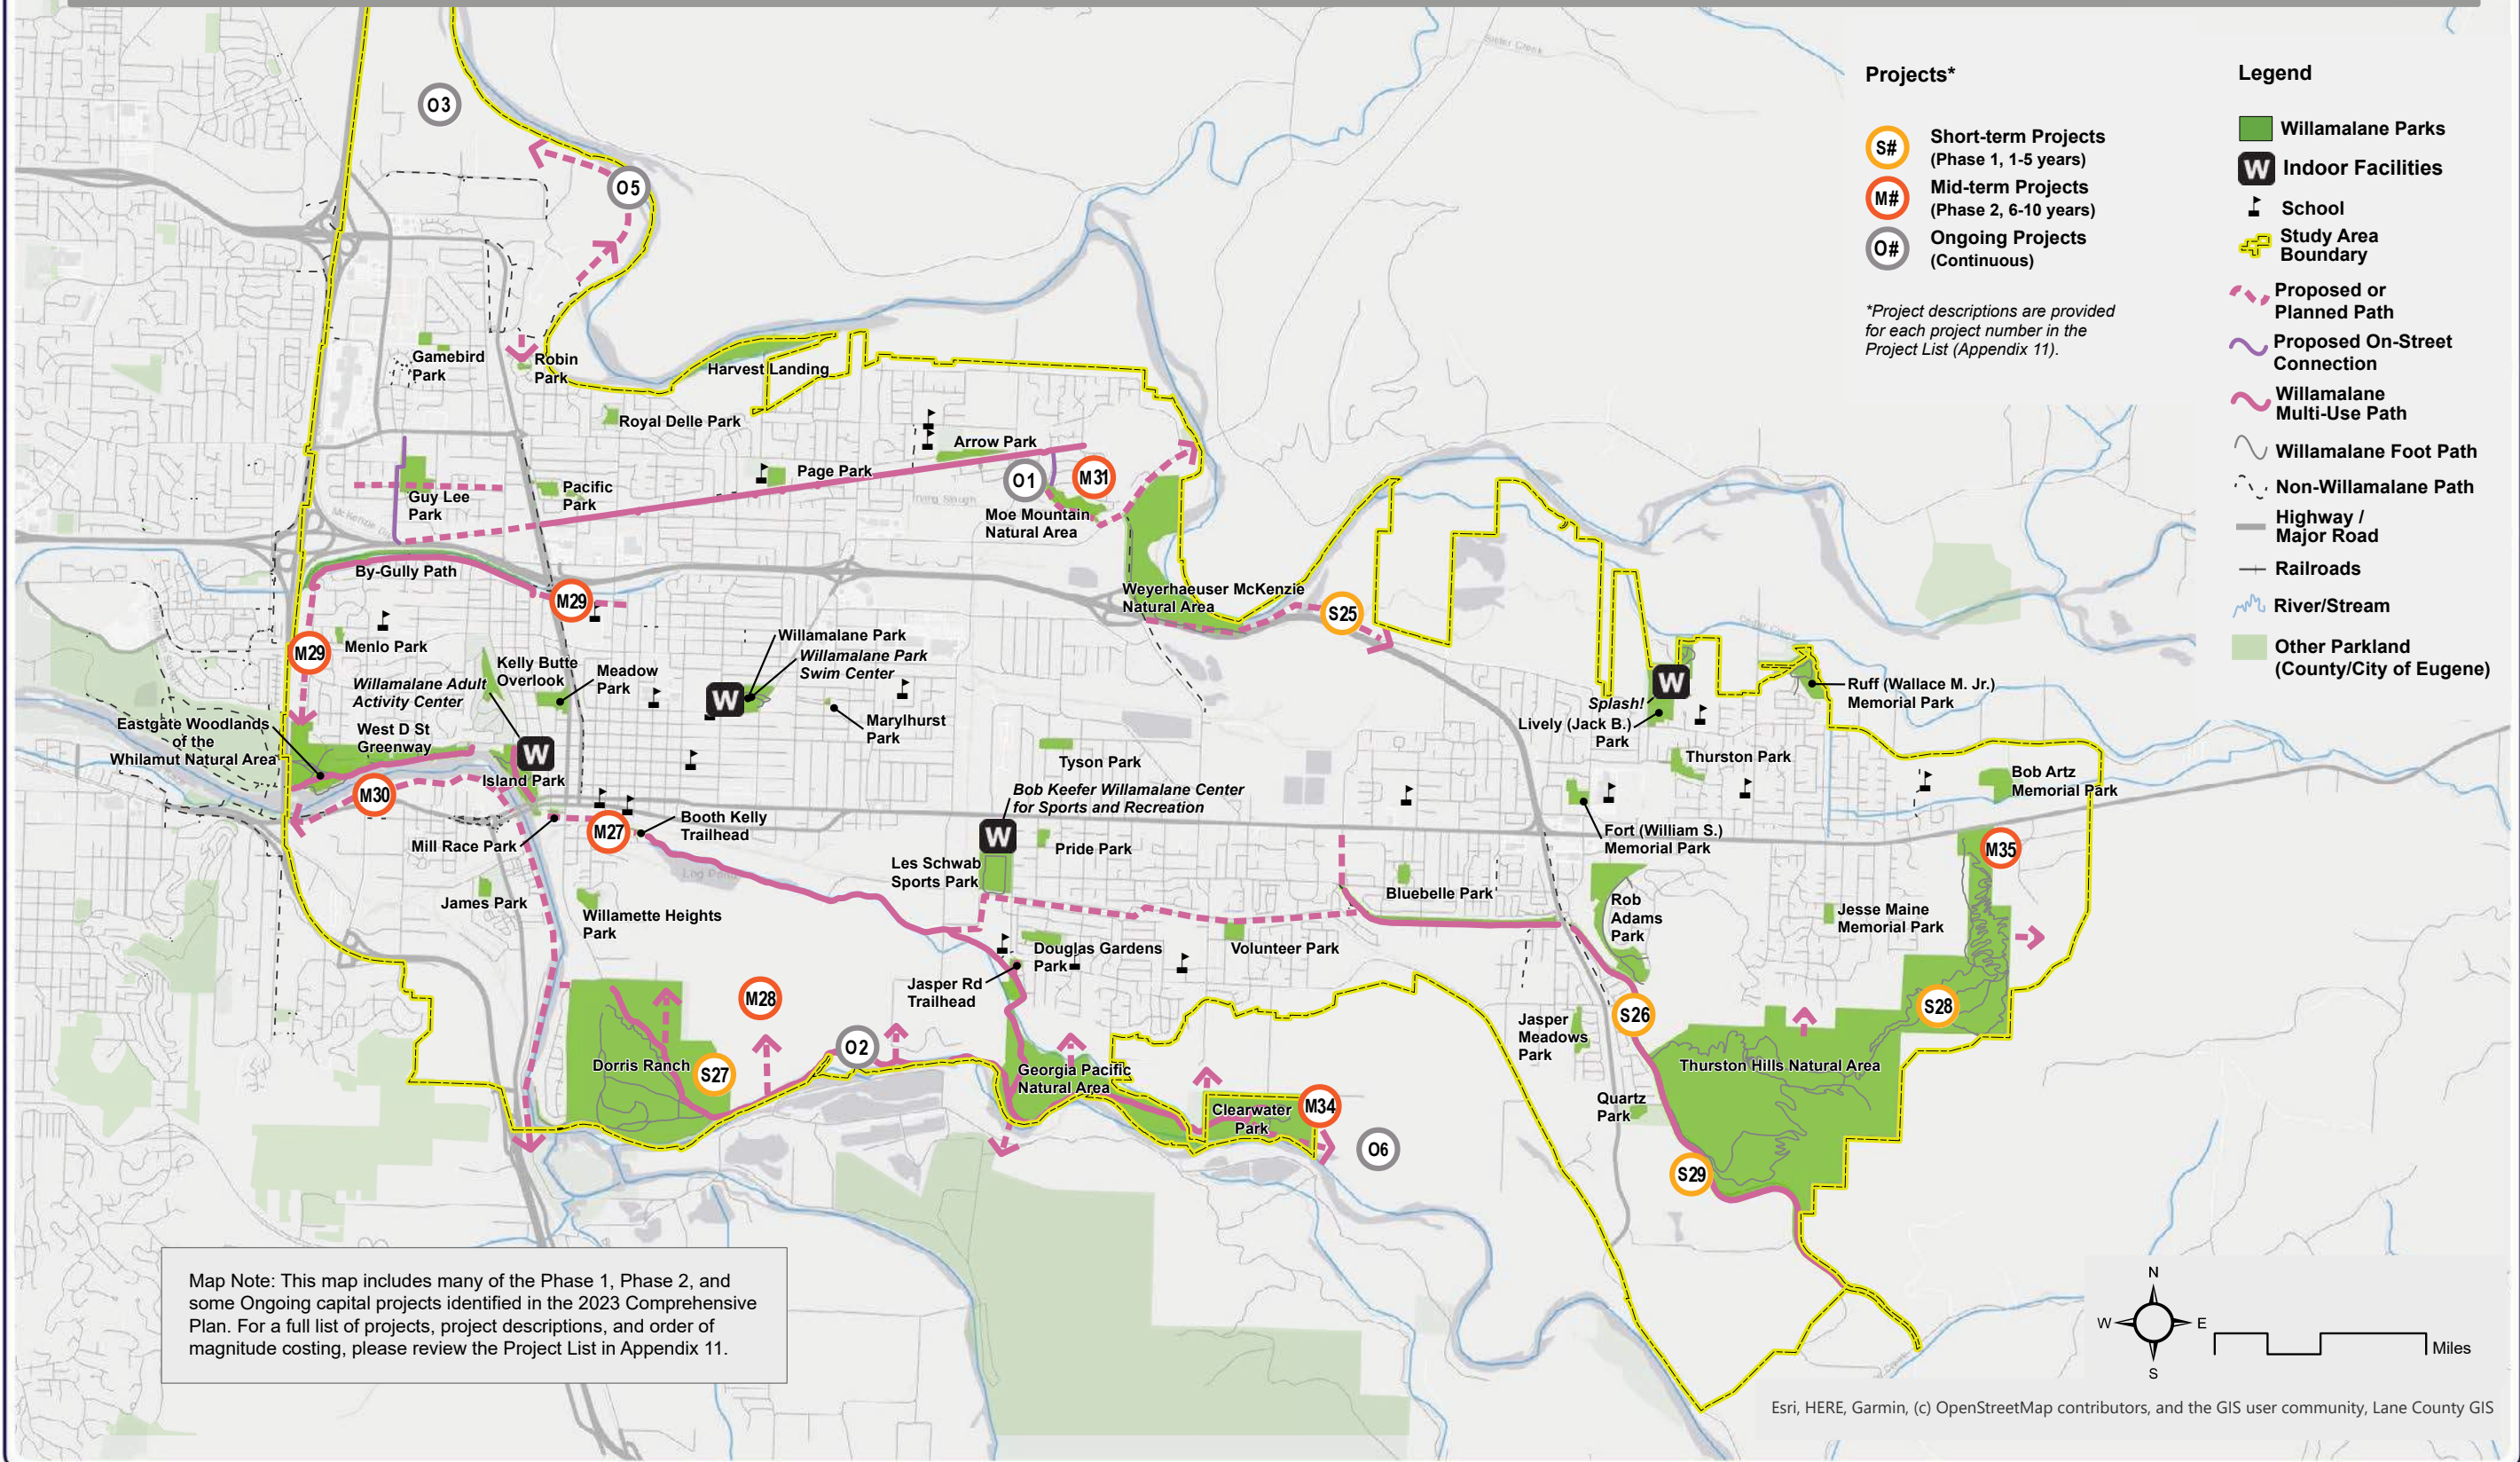 Projects*
S#
Short-term Projects
(Phase 1, 1-5 years)
M#
Mid-term Projects
(Phase 2, 6-10 years)
O#
Ongoing Projects
(Continuous)
*Project descriptions are provided
for each project number in the
Project List (Appendix 11).
Legend
Willamalane Parks
W
Indoor Facilities
School
Study Area
Boundary
Proposed or
Planned Path
Proposed On-Street
Connection
Willamalane
Multi-Use Path
Willamalane Foot Path
Non-Willamalane Path
Highway /
Major Road
Railroads
River/Stream
Other Parkland
(County/City of Eugene)
O3
O5
Gamebird
Park
Robin
Park
Harvest Landing
Royal Delle Park
Arrow Park
Page Park
O1
M31
Guy Lee
Park
Pacific
Park
Irving Slough
Moe Mountain
Natural Area
By-Gully Path
M29
Weyerhaeuser McKenzie
Natural Area
S25
M29
Menlo Park
Kelly Butte
Overlook
Meadow
Park
Willamalane Park
Willamalane Park
Swim Center
W
Marylhurst
Park
Willamalane Adult
Activity Center
Eastgate Woodlands
of the
Whilamut Natural Area
West D St
Greenway
W
Island Park
M30
W
Splash!
Lively (Jack B.)
Park
Ruff (Wallace M. Jr.)
Memorial Park
Thurston Park
Bob Artz
Memorial Park
Tyson Park
Bob Keefer Willamalane Center
for Sports and Recreation
W
M27
Booth Kelly
Trailhead
Mill Race Park
Log Pond
Les Schwab
Sports Park
Pride Park
Fort (William S.)
Memorial Park
M35
James Park
Willamette Heights
Park
Bluebelle Park
Rob
Adams
Park
Jesse Maine
Memorial Park
Douglas Gardens
Park
Volunteer Park
Jasper Rd
Trailhead
M28
O2
Dorris Ranch
S27
Georgia Pacific
Natural Area
Clearwater
Park
M34
O6
Jasper
Meadows
Park
S26
S28
Thurston Hills Natural Area
Quartz
Park
S29
Map Note: This map includes many of the Phase 1, Phase 2, and
some Ongoing capital projects identified in the 2023 Comprehensive
Plan. For a full list of projects, project descriptions, and order of
magnitude costing, please review the Project List in Appendix 11.
N
W
E
S
Miles
Esri, HERE, Garmin, (c) OpenStreetMap contributors, and the GIS user community, Lane County GIS